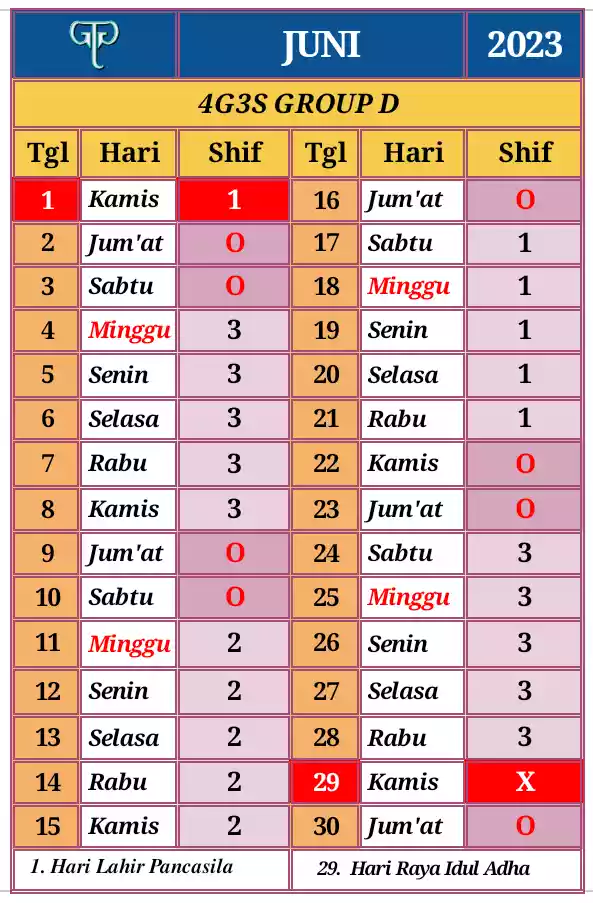 GTP JUNI 2023
4G3S GROUP D
Tgl Hari Shif Tgl Hari Shif
1 Kamis 1 16 Jum'at O
2 Jum'at O 17 Sabtu 1
3 Sabtu O 18 Minggu 1
4 Minggu 3 19 Senin 1
5 Senin 3 20 Selasa 1
6 Selasa 3 21 Rabu 1
7 Rabu 3 22 Kamis O
8 Kamis 3 23 Jum'at O
9 Jum'at O 24 Sabtu 3
10 Sabtu O 25 Minggu 3
11 Minggu 2 26 Senin 3
12 Senin 2 27 Selasa 3
13 Selasa 2 28 Rabu 3
14 Rabu 2 29 Kamis X
15 Kamis 2 30 Jum'at O
1. Hari Lahir Pancasila 29. Hari Raya Idul Adha